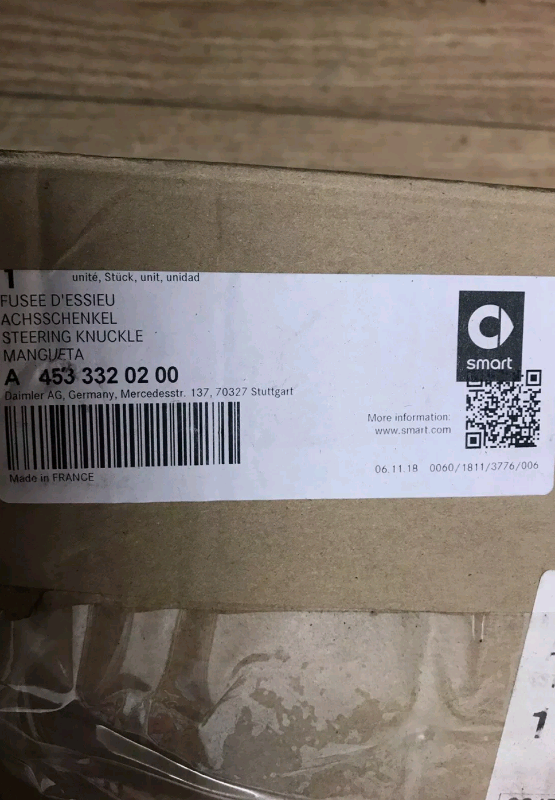 1 unité, Stück, unit, unidad
FUSEE D'ESSIEU
ACHSSCHENKEL
STEERING KNUCKLE
MANGUETA
A 453 332 02 00
Daimler AG, Germany, Mercedesstr. 137, 70327 Stuttgart
Made in FRANCE
smart
More information:
www.smart.com
06.11.18 0060/1811/3776/006
1